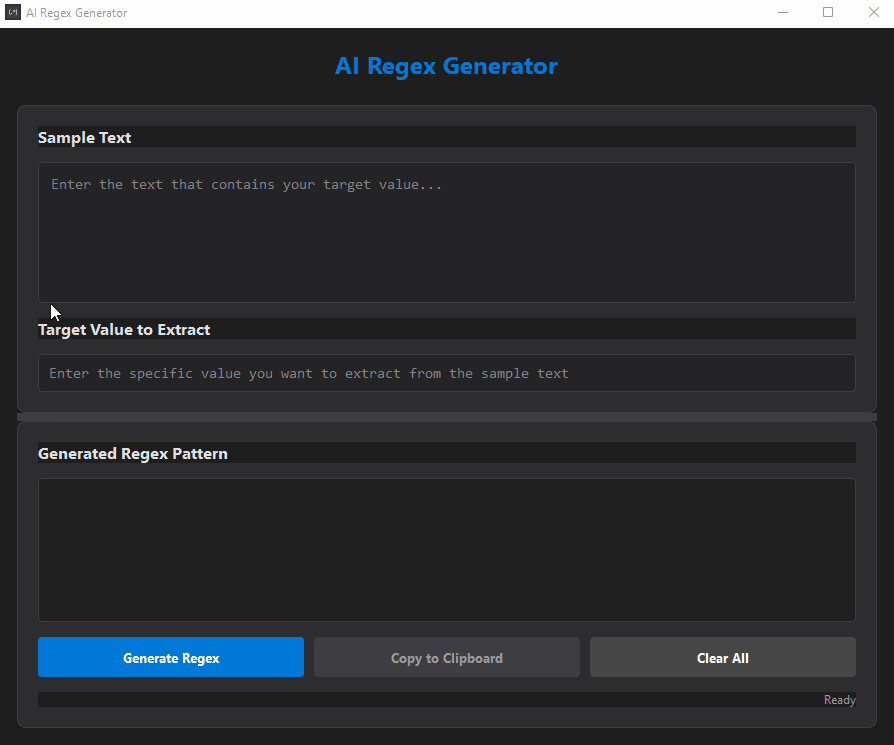 AI Regex Generator
AI Regex Generator
Sample Text
Enter the text that contains your target value...
Target Value to Extract
Enter the specific value you want to extract from the sample text
Generated Regex Pattern
Generate Regex
Copy to Clipboard
Clear All
Ready